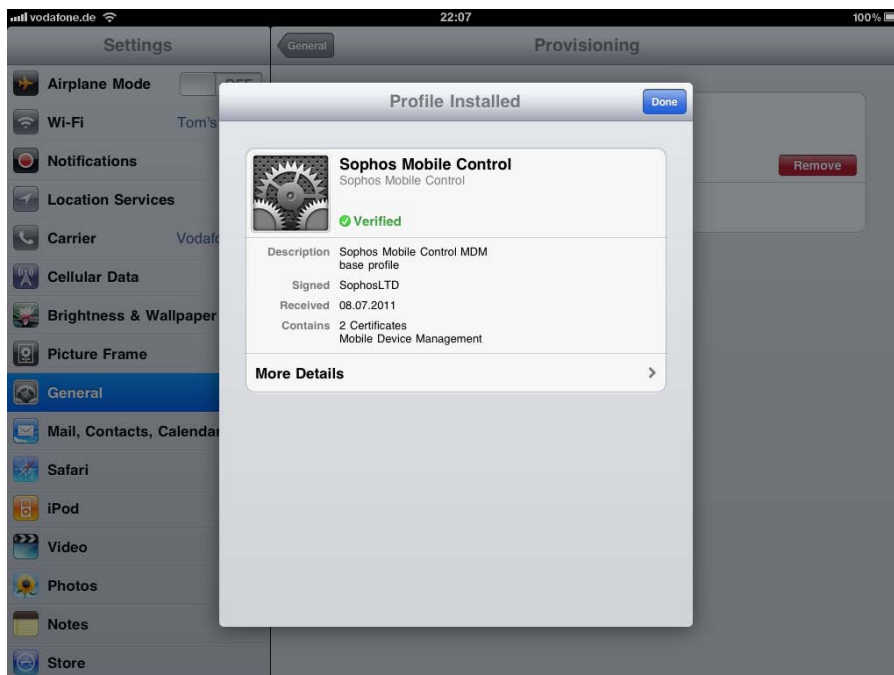 vodafone.de
22:07
100%
Settings
General
Provisioning
Airplane Mode
OFF
Wi-Fi
Tom's
Notifications
Location Services
Carrier
Vodafo
Cellular Data
Brightness & Wallpaper
Picture Frame
General
Mail, Contacts, Calendar
Safari
iPod
Video
Photos
Notes
Store
Remove
Profile Installed
Done
Sophos Mobile Control
Sophos Mobile Control
Verified
Description Sophos Mobile Control MDM
base profile
Signed SophosLTD
Received 08.07.2011
Contains 2 Certificates
Mobile Device Management
More Details